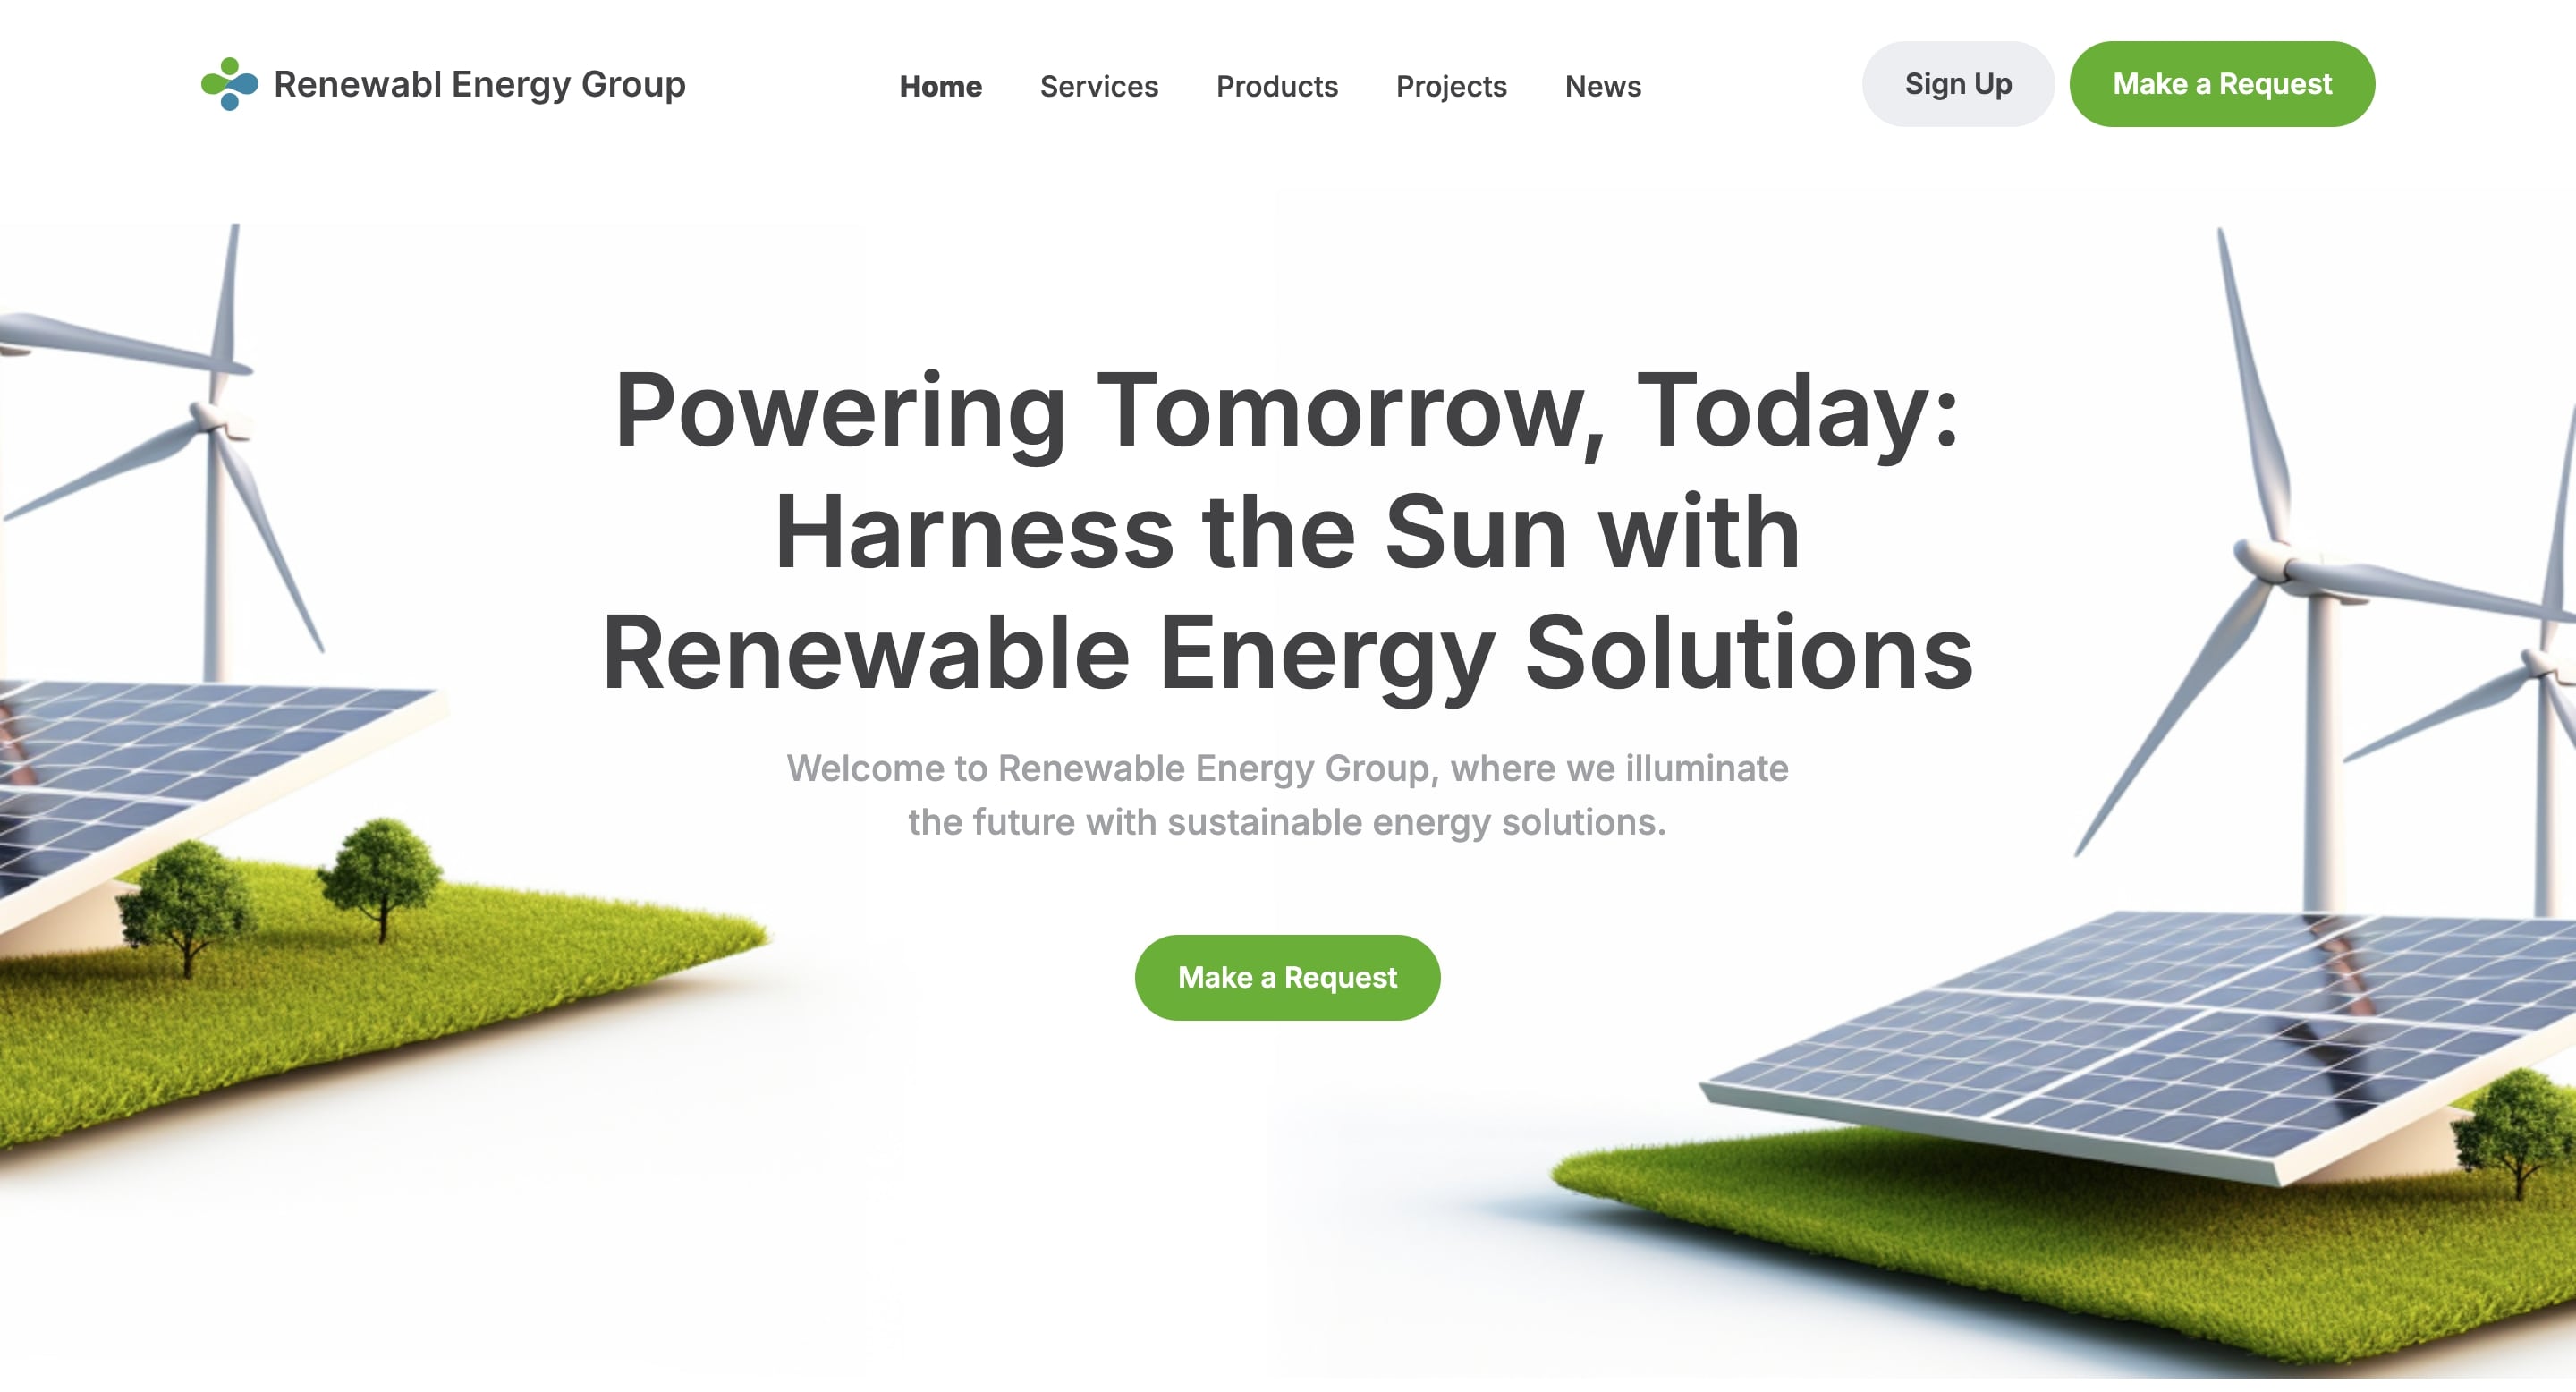 Renewabl Energy Group
Home Services Products Projects News
Sign Up
Make a Request
Powering Tomorrow, Today:
Harness the Sun with
Renewable Energy Solutions
Welcome to Renewable Energy Group, where we illuminate
the future with sustainable energy solutions.
Make a Request